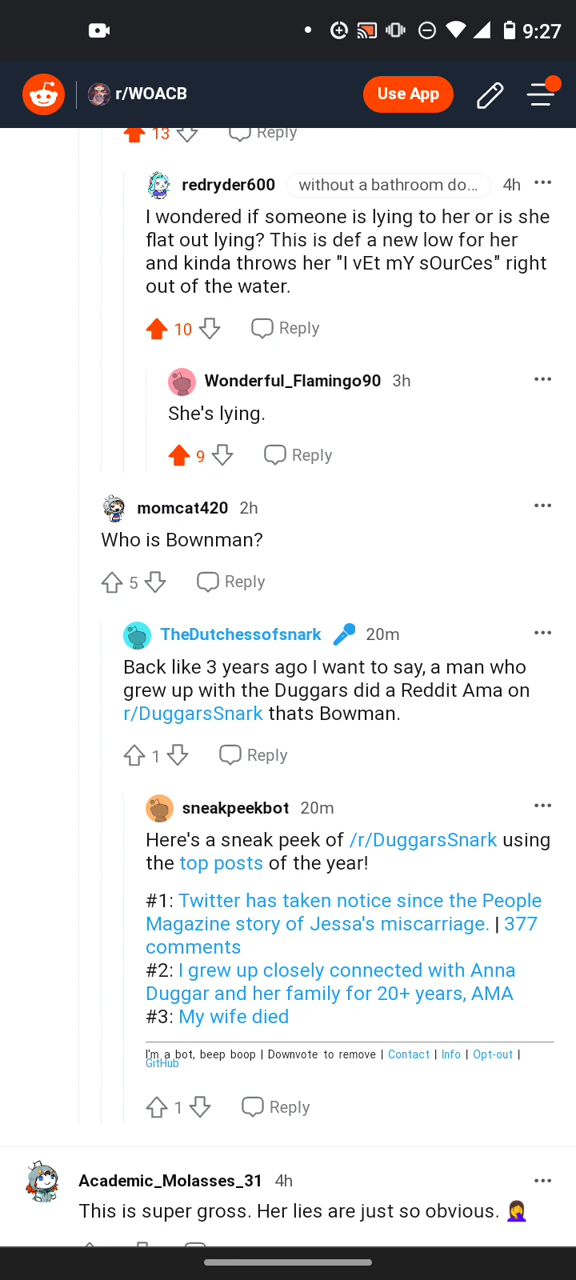 9:27
r/WOACB
Use App
13
Reply
redryder600 without a bathroom do... 4h
I wondered if someone is lying to her or is she
flat out lying? This is def a new low for her
and kinda throws her "I vEt mY sOurCes" right
out of the water.
10 Reply
Wonderful_Flamingo90 3h
She's lying.
9 Reply
momcat420 2h
Who is Bownman?
5 Reply
TheDutchessofsnark 20m
Back like 3 years ago I want to say, a man who
grew up with the Duggars did a Reddit Ama on
r/DuggarsSnark thats Bowman.
1 Reply
sneakpeekbot 20m
Here's a sneak peek of /r/DuggarsSnark using
the top posts of the year!
#1: Twitter has taken notice since the People
Magazine story of Jessa's miscarriage. | 377
comments
#2: I grew up closely connected with Anna
Duggar and her family for 20+ years, AMA
#3: My wife died
I'm a bot, beep boop | Downvote to remove | Contact | Info | Opt-out |
GitHub
1 Reply
Academic_Molasses_31 4h
This is super gross. Her lies are just so obvious. 🤦‍♀️